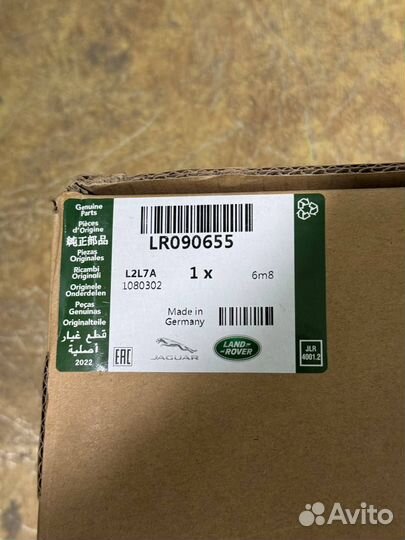 Genuine
Parts
Pièces
d'Origine
純正部品
Piezas
Originales
Ricambi
Originali
Originele
Onderdelen
Peças
Genuinas
Originalteile
قطع غيار
أصلية
2022
LR090655
L2L7A 1 x 6m8
1080302
Made in
Germany
EAC
JAGUAR
LAND-
ROVER
JLR
4001.2
Avito